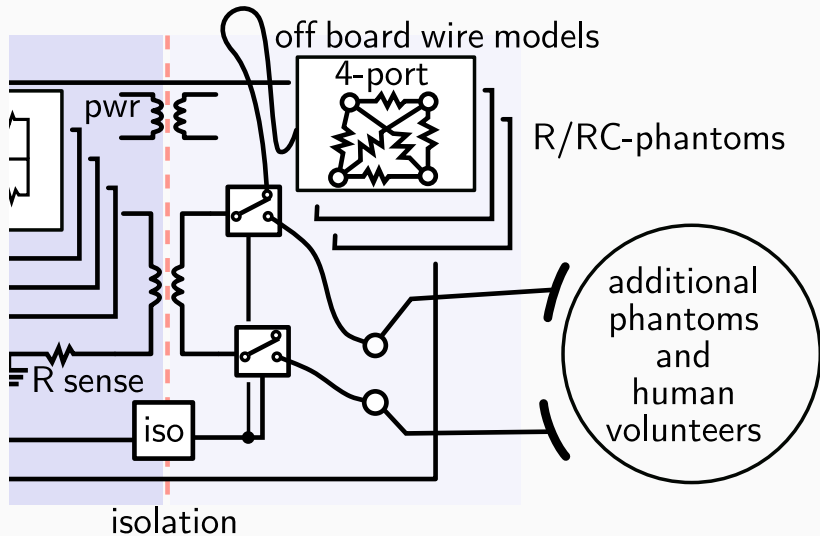 off board wire models
4-port
pwr
R/RC-phantoms
additional
phantoms
and
human
volunteers
R sense
iso
isolation